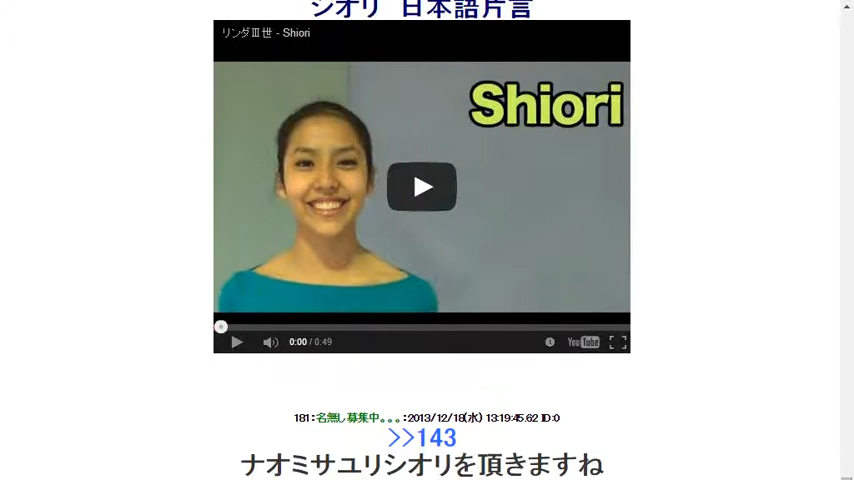 シオリ 日本語片言
リンダⅢ世 - Shiori
Shiori
0:00 / 0:49
YouTube
181：名無し募集中。。。：2013/12/18(水) 13:19:45.62 ID:0
>>143
ナオミサユリシオリを頂きますね